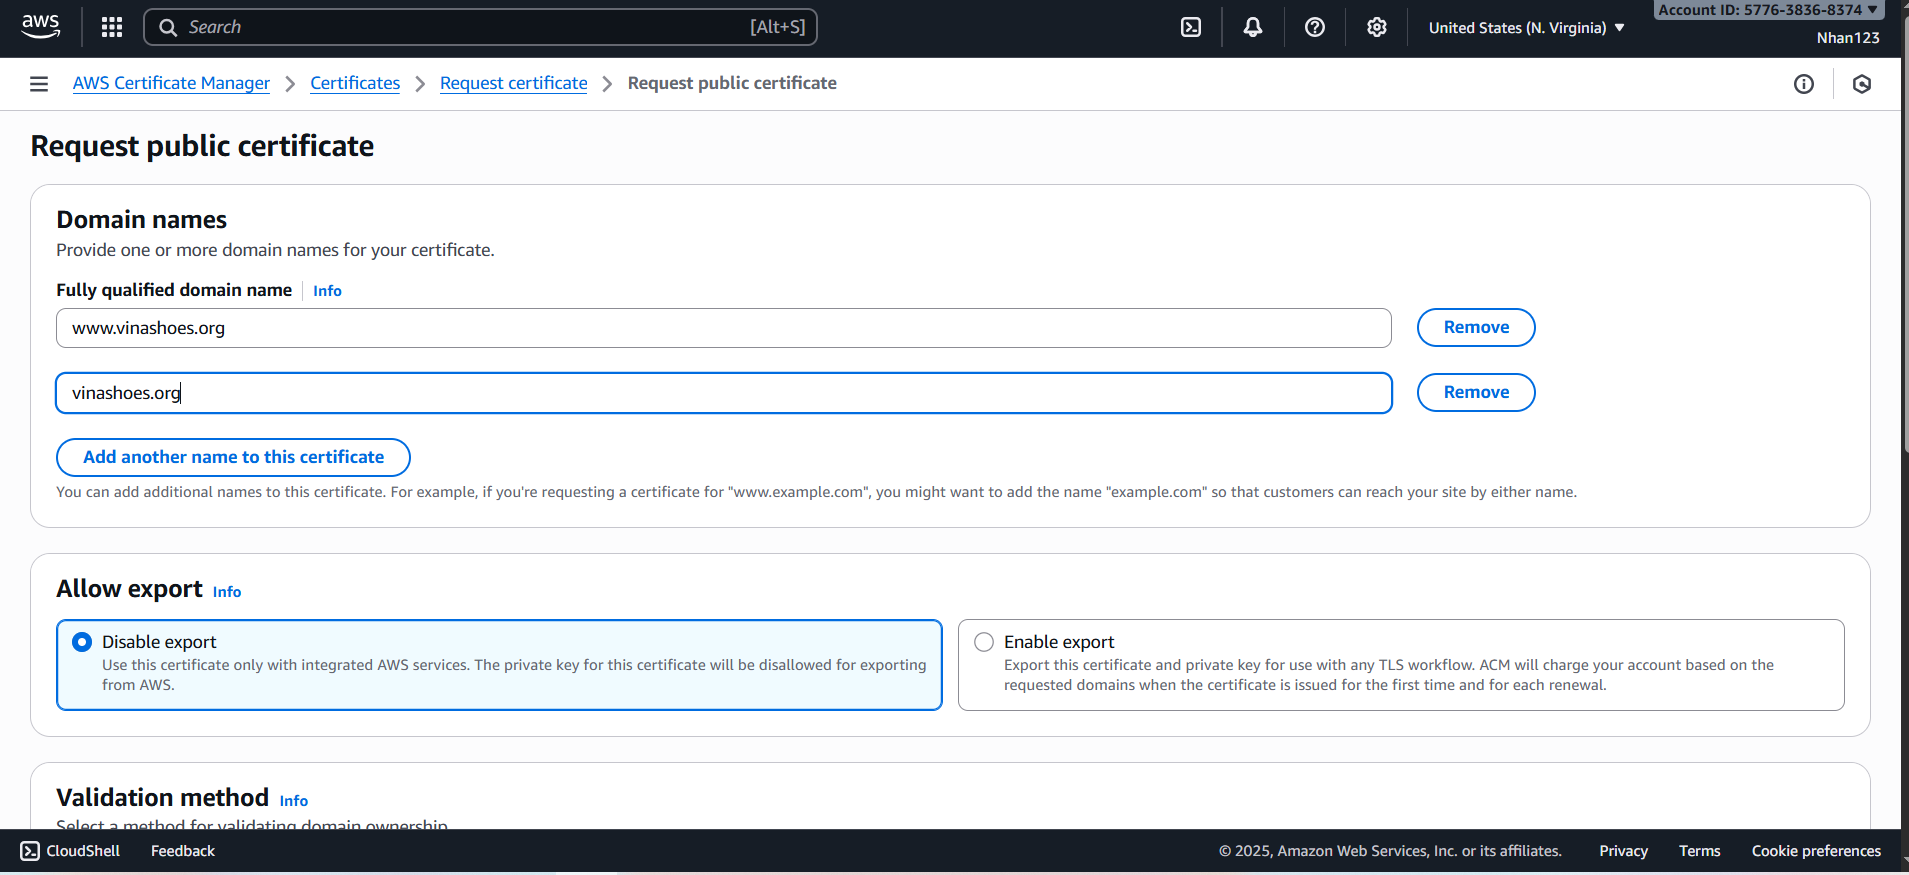 aws
Search
[Alt+S]
United States (N. Virginia)
Account ID: 5776-3836-8374
Nhan123
AWS Certificate Manager
Certificates
Request certificate
Request public certificate
Request public certificate
Domain names
Provide one or more domain names for your certificate.
Fully qualified domain name
Info
www.vinashoes.org
Remove
vinashoes.org
Remove
Add another name to this certificate
You can add additional names to this certificate. For example, if you're requesting a certificate for "www.example.com", you might want to add the name "example.com" so that customers can reach your site by either name.
Allow export
Info
Disable export
Use this certificate only with integrated AWS services. The private key for this certificate will be disallowed for exporting
from AWS.
Enable export
Export this certificate and private key for use with any TLS workflow. ACM will charge your account based on the
requested domains when the certificate is issued for the first time and for each renewal.
Validation method
Info
Select a method for validating domain ownership
CloudShell
Feedback
© 2025, Amazon Web Services, Inc. or its affiliates.
Privacy
Terms
Cookie preferences